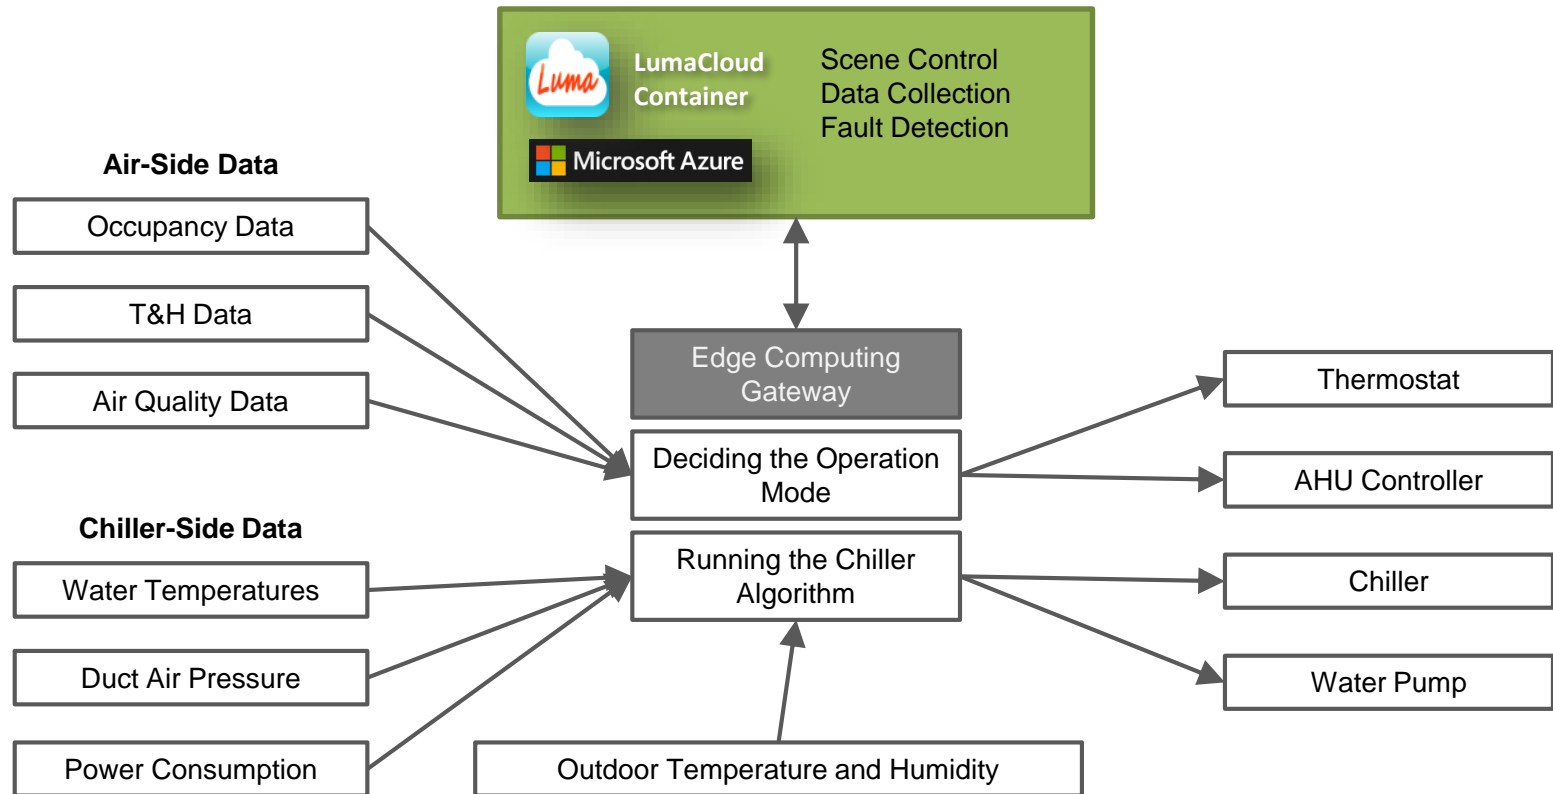 Luma
LumaCloud
Container
Scene Control
Data Collection
Fault Detection
Microsoft Azure
Air-Side Data
Occupancy Data
T&H Data
Air Quality Data
Edge Computing
Gateway
Deciding the Operation
Mode
Thermostat
AHU Controller
Chiller-Side Data
Water Temperatures
Duct Air Pressure
Power Consumption
Running the Chiller
Algorithm
Chiller
Water Pump
Outdoor Temperature and Humidity